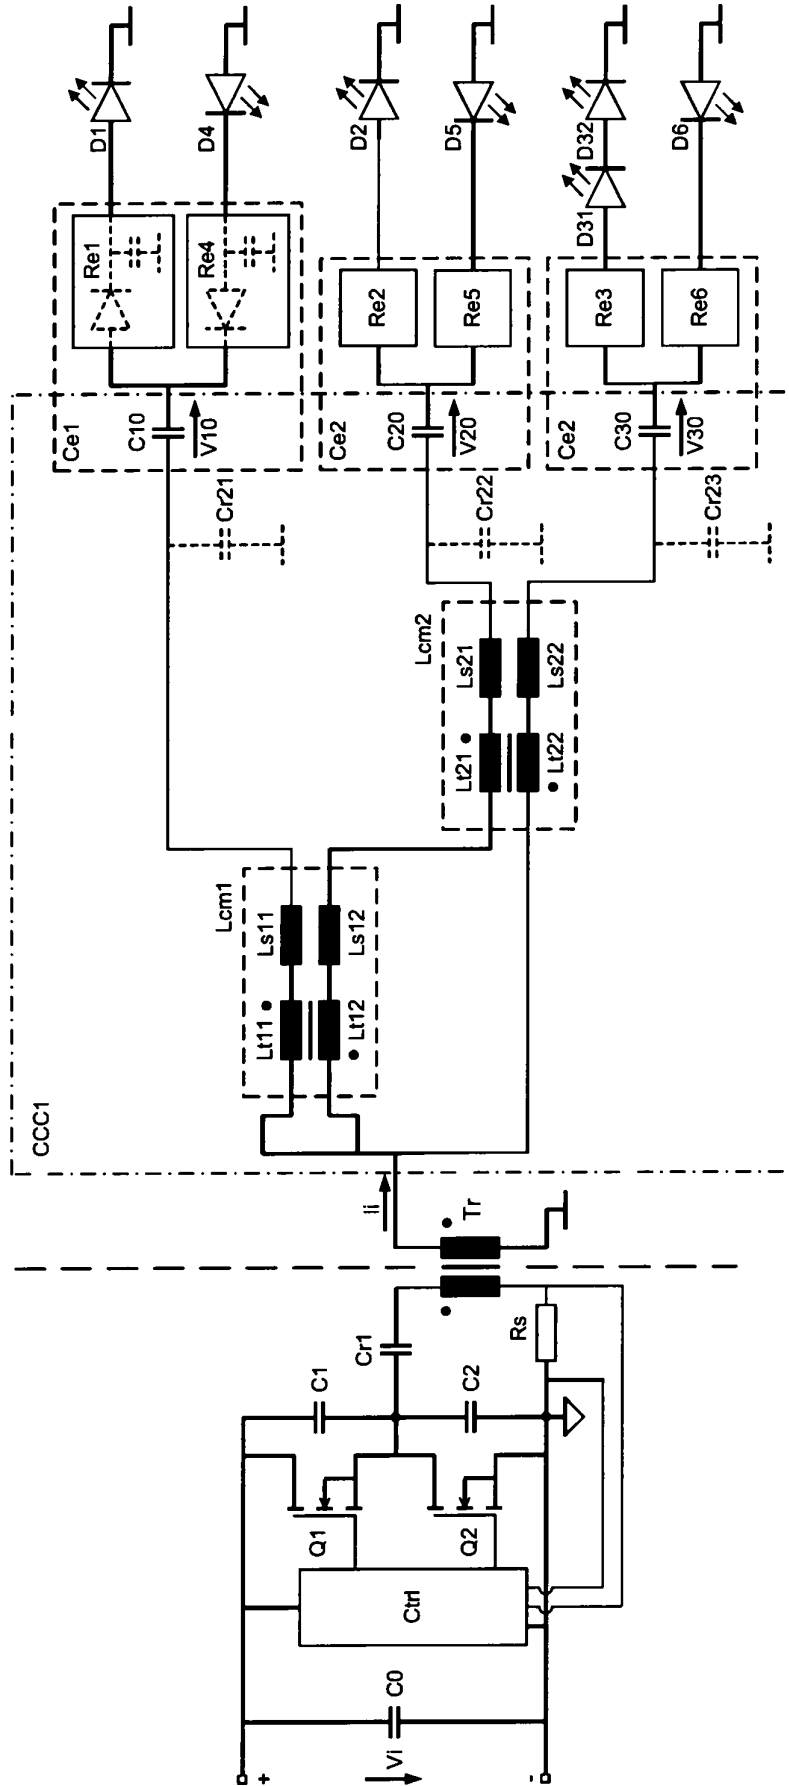 D1
D4
D2
D5
D32
D31
D6
Re1
Re4
Re2
Re5
Re3
Re6
Ce1
C10
V10
Ce2
C20
V20
Ce2
C30
V30
Cr21
Cr22
Cr23
Lcm2
Ls21
Ls22
Lt21
Lt22
Lcm1
Ls11
Ls12
Lt11
Lt12
CCC1
Ii
Tr
Rs
Cr1
C1
C2
Q1
Q2
Ctrl
C0
Vi
+
-